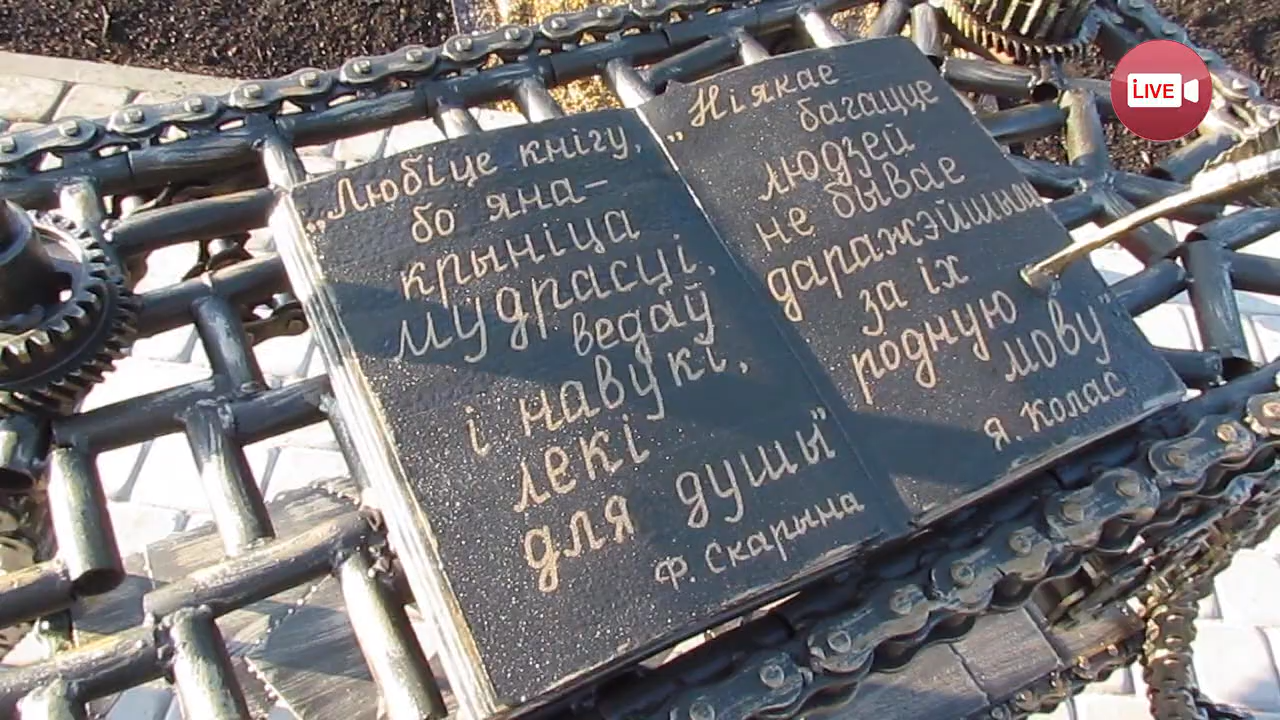 „Любіце кнігу,
бо яна–
крыніца
мудрасці,
ведаў
і навукі,
лекі
для душы"
Ф. Скарына
„Ніякае
багацце
людзей
не бывае
даражэйшым
за іх
родную
мову"
Я. Колас
LIVE